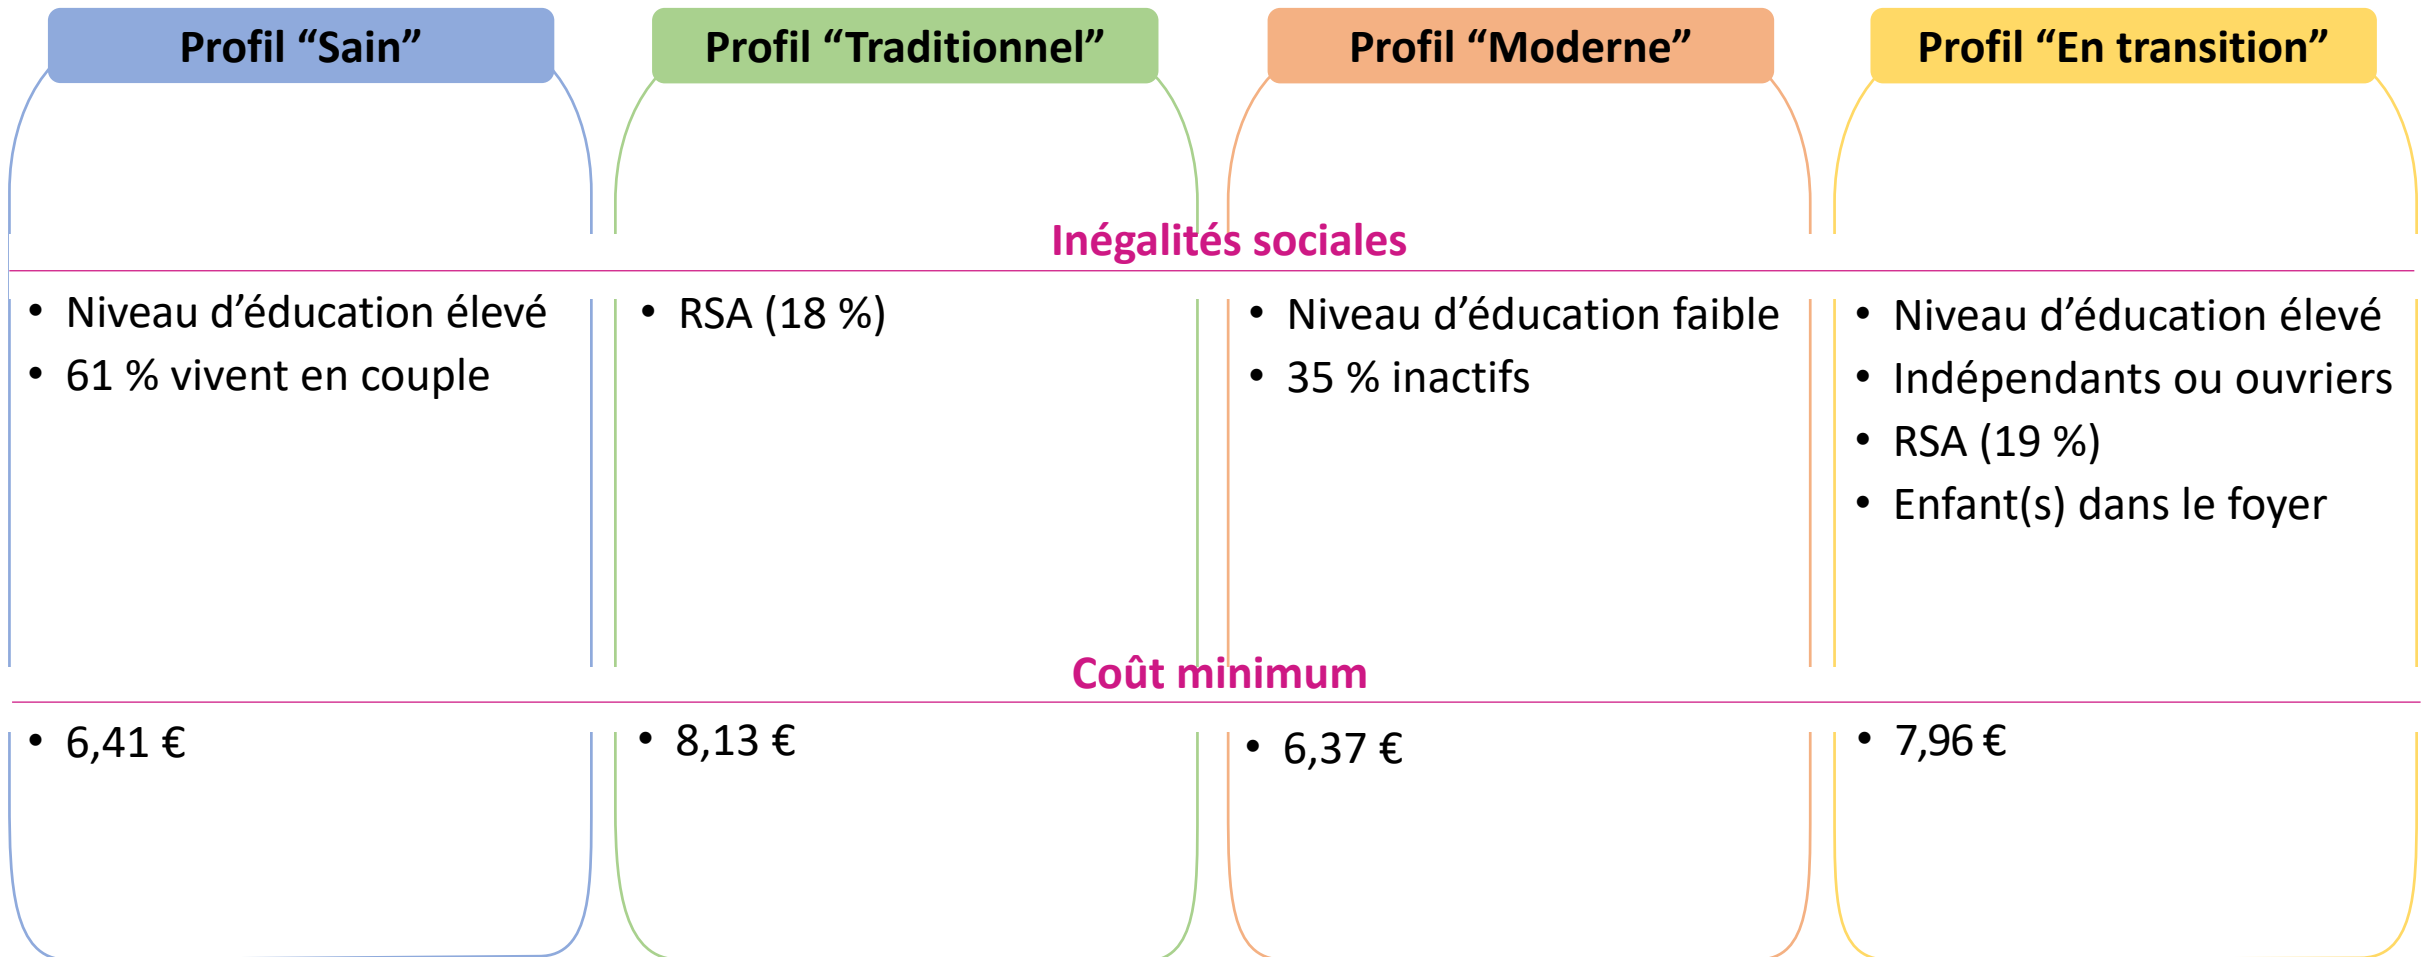 Profil “Sain”
Profil “Traditionnel”
Profil “Moderne”
Profil “En transition”
Inégalités sociales
• Niveau d’éducation élevé
• 61 % vivent en couple
• RSA (18 %)
• Niveau d’éducation faible
• 35 % inactifs
• Niveau d’éducation élevé
• Indépendants ou ouvriers
• RSA (19 %)
• Enfant(s) dans le foyer
Coût minimum
• 6,41 €
• 8,13 €
• 6,37 €
• 7,96 €